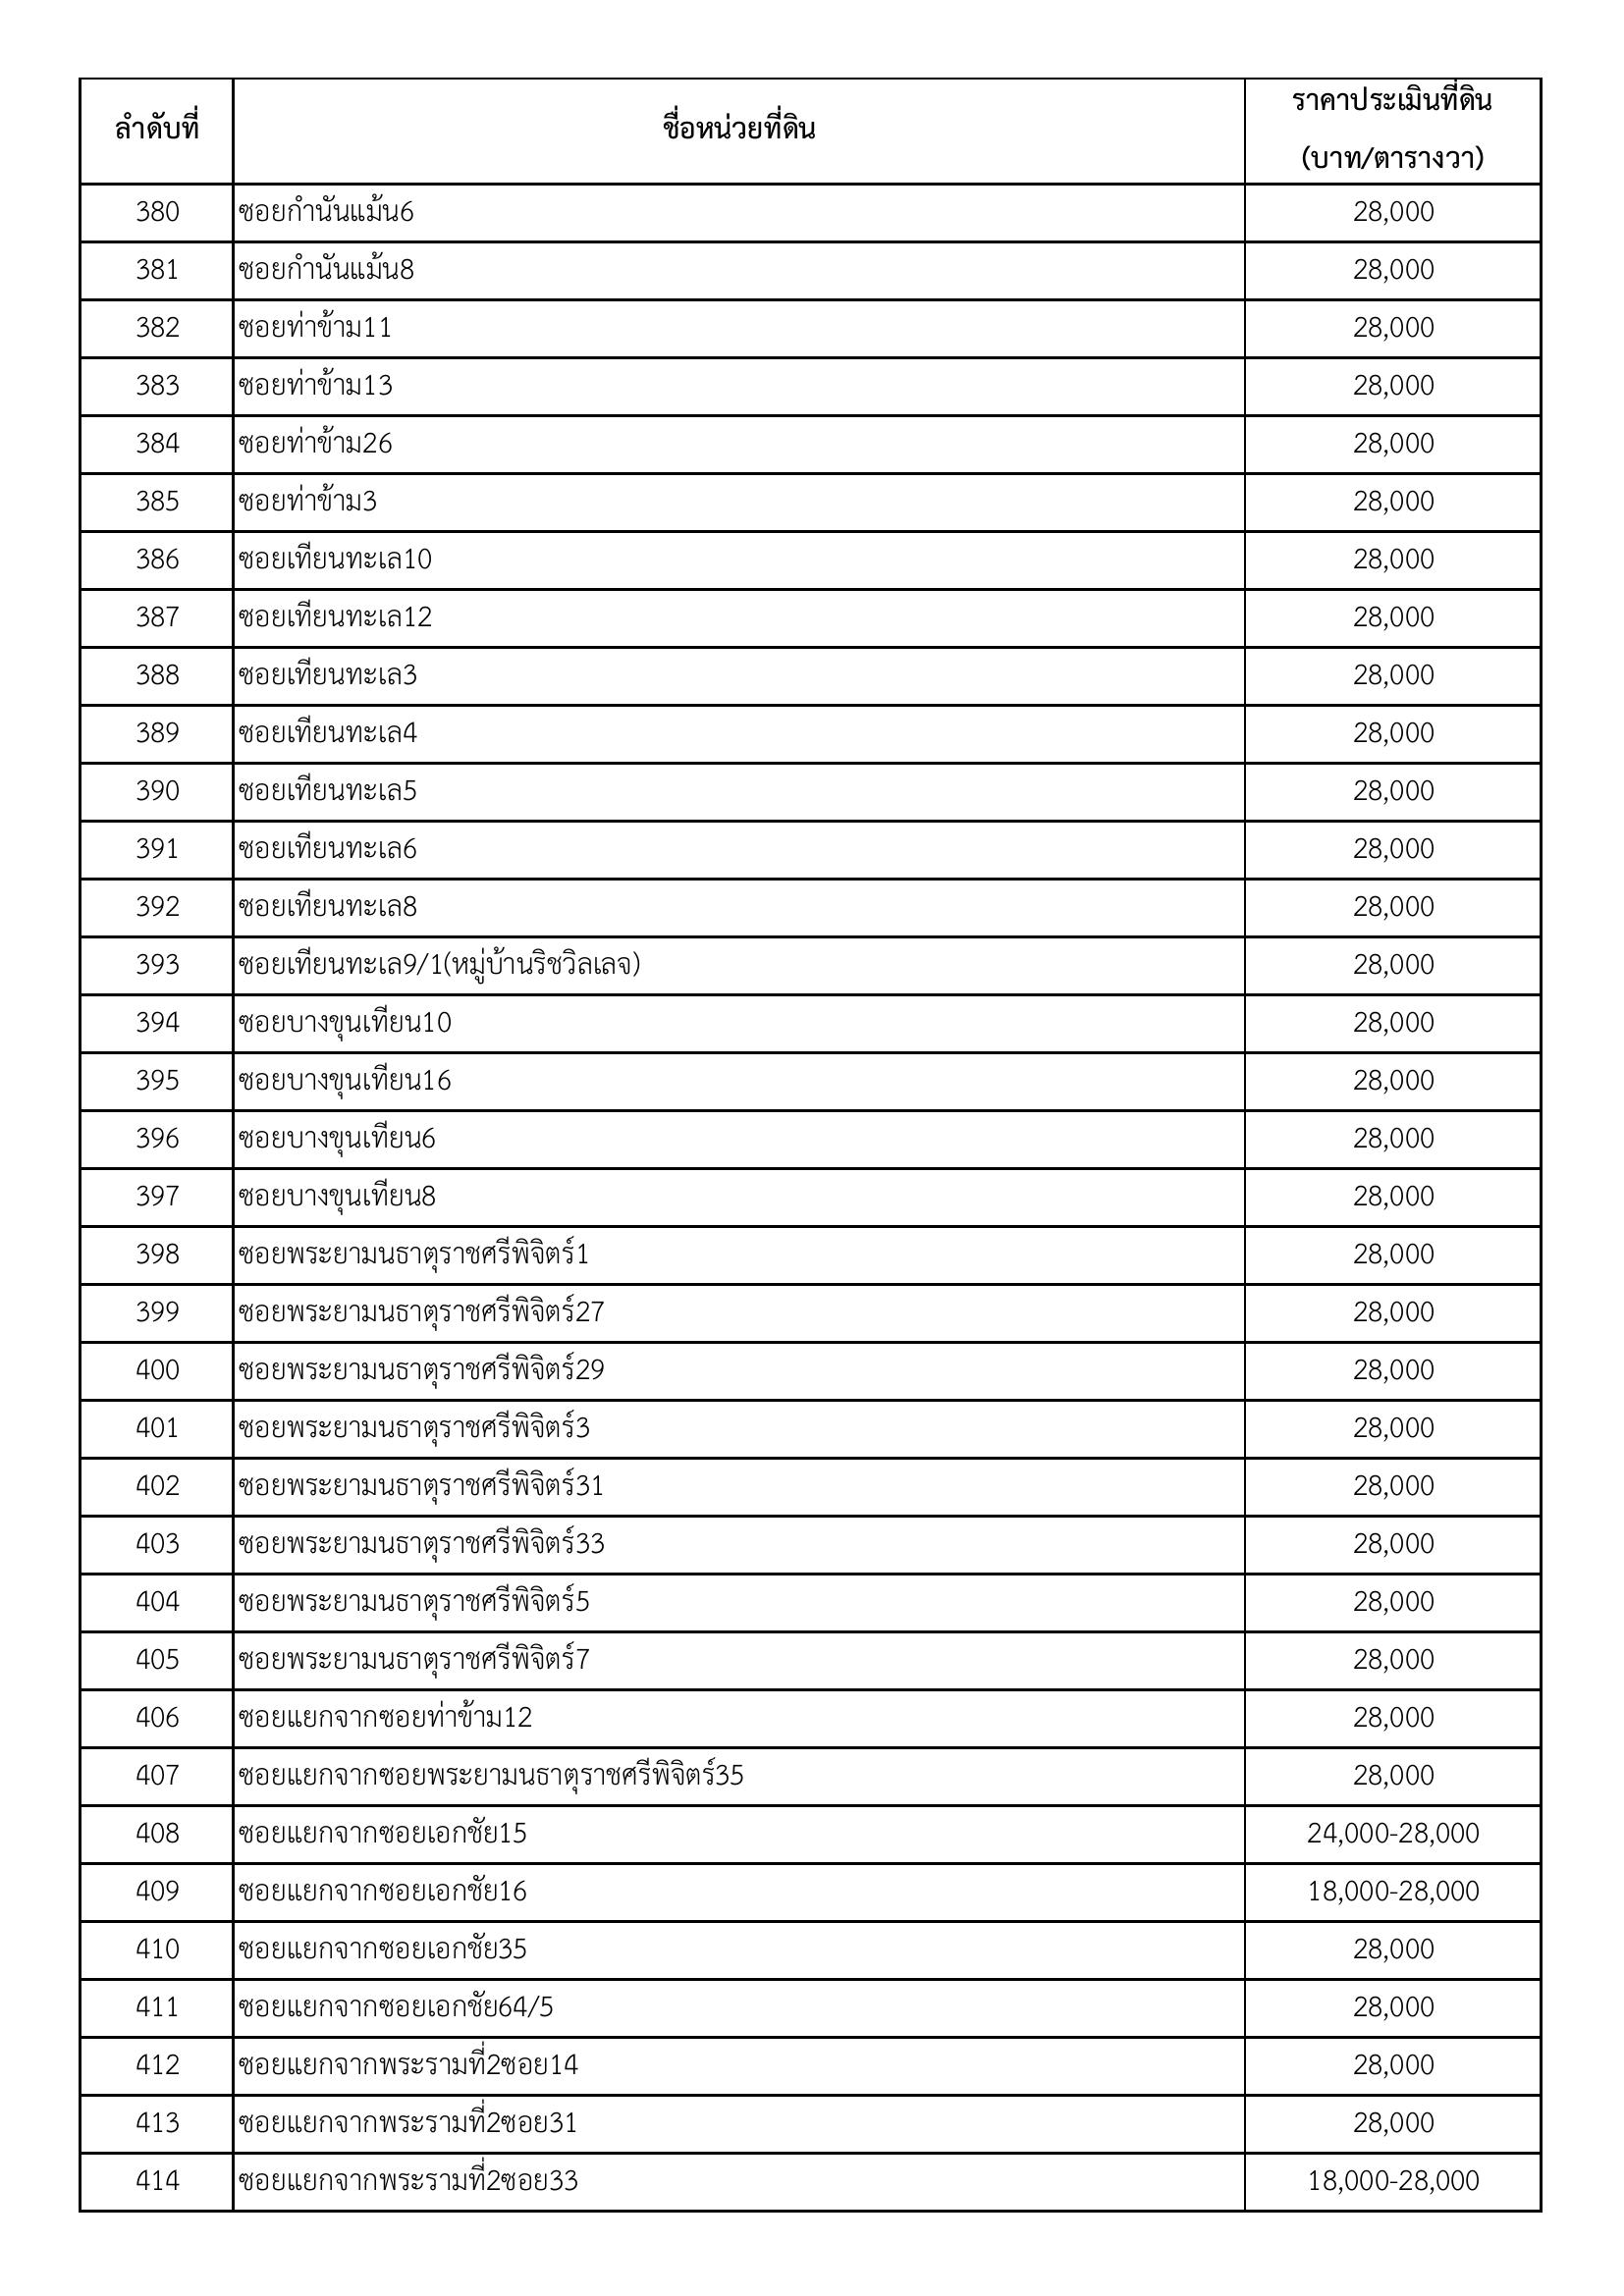 ลำดับที่ ชื่อหน่วยที่ดิน ราคาประเมินที่ดิน
(บาท/ตารางวา)
380 ซอยกำนันแม้น6 28,000
381 ซอยกำนันแม้น8 28,000
382 ซอยท่าข้าม11 28,000
383 ซอยท่าข้าม13 28,000
384 ซอยท่าข้าม26 28,000
385 ซอยท่าข้าม3 28,000
386 ซอยเทียนทะเล10 28,000
387 ซอยเทียนทะเล12 28,000
388 ซอยเทียนทะเล3 28,000
389 ซอยเทียนทะเล4 28,000
390 ซอยเทียนทะเล5 28,000
391 ซอยเทียนทะเล6 28,000
392 ซอยเทียนทะเล8 28,000
393 ซอยเทียนทะเล9/1(หมู่บ้านริชวิลเลจ) 28,000
394 ซอยบางขุนเทียน10 28,000
395 ซอยบางขุนเทียน16 28,000
396 ซอยบางขุนเทียน6 28,000
397 ซอยบางขุนเทียน8 28,000
398 ซอยพระยามนธาตุราชศรีพิจิตร์1 28,000
399 ซอยพระยามนธาตุราชศรีพิจิตร์27 28,000
400 ซอยพระยามนธาตุราชศรีพิจิตร์29 28,000
401 ซอยพระยามนธาตุราชศรีพิจิตร์3 28,000
402 ซอยพระยามนธาตุราชศรีพิจิตร์31 28,000
403 ซอยพระยามนธาตุราชศรีพิจิตร์33 28,000
404 ซอยพระยามนธาตุราชศรีพิจิตร์5 28,000
405 ซอยพระยามนธาตุราชศรีพิจิตร์7 28,000
406 ซอยแยกจากซอยท่าข้าม12 28,000
407 ซอยแยกจากซอยพระยามนธาตุราชศรีพิจิตร์35 28,000
408 ซอยแยกจากซอยเอกชัย15 24,000-28,000
409 ซอยแยกจากซอยเอกชัย16 18,000-28,000
410 ซอยแยกจากซอยเอกชัย35 28,000
411 ซอยแยกจากซอยเอกชัย64/5 28,000
412 ซอยแยกจากพระรามที่2ซอย14 28,000
413 ซอยแยกจากพระรามที่2ซอย31 28,000
414 ซอยแยกจากพระรามที่2ซอย33 18,000-28,000